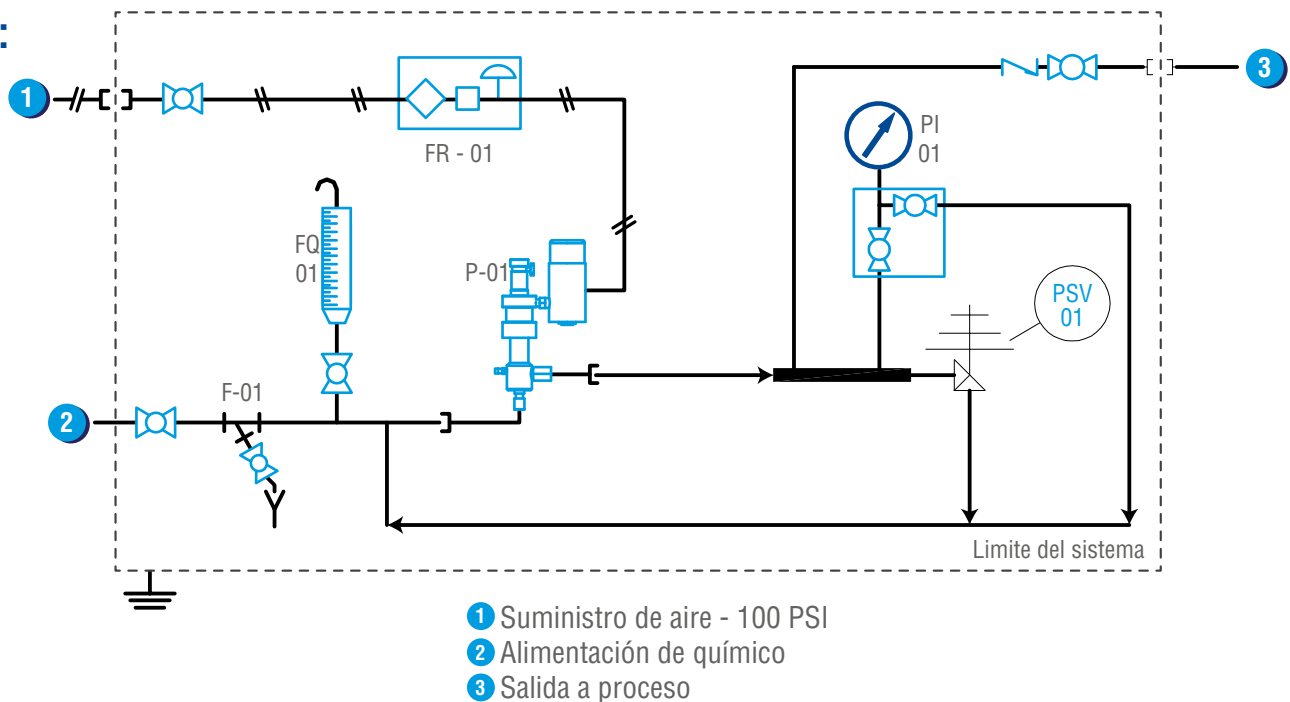 :
1
FR - 01
3
PI
01
FQ
01
P-01
PSV
01
F-01
2
Limite del sistema
1 Suministro de aire - 100 PSI
2 Alimentación de químico
3 Salida a proceso